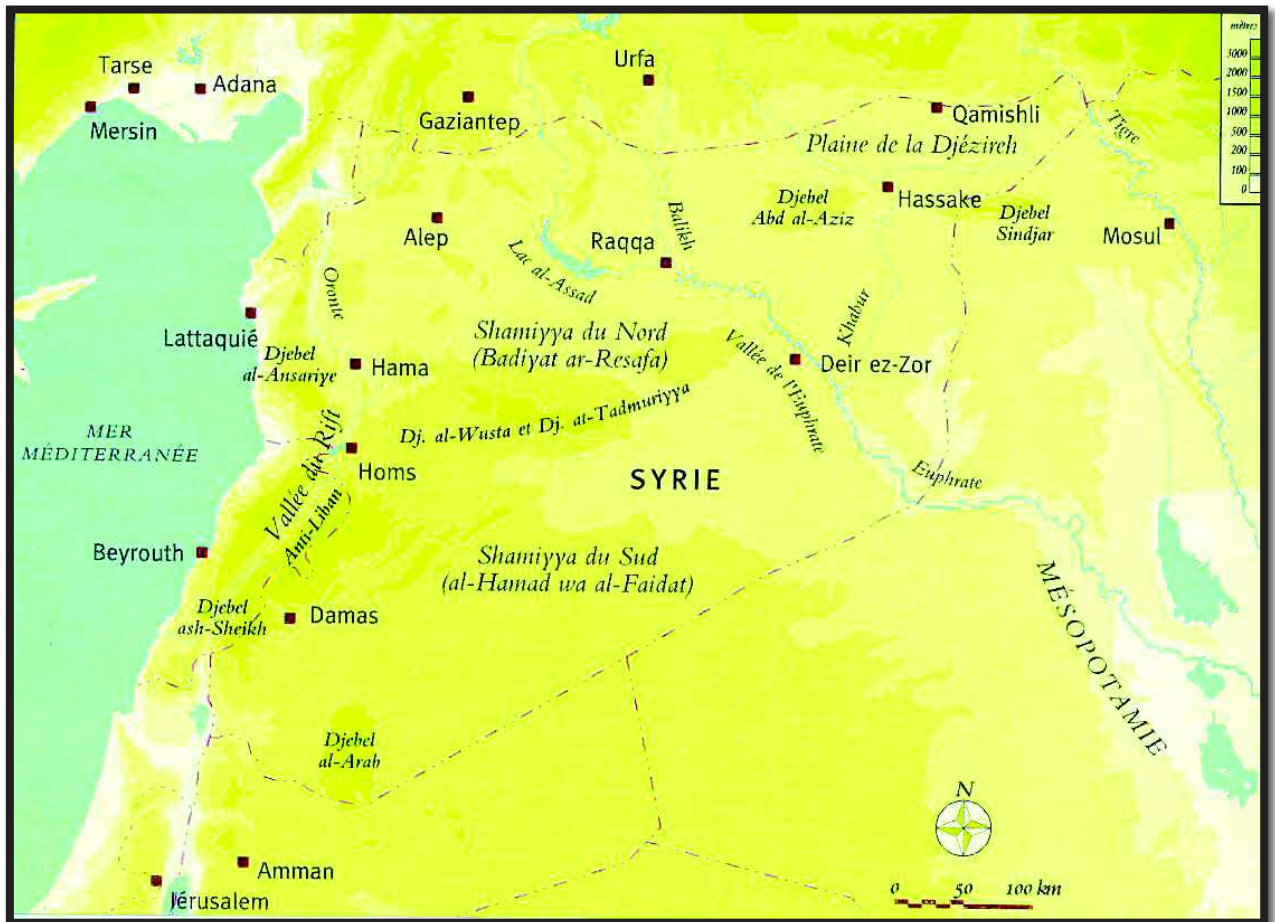 mètres
3000
2000
1500
1000
500
200
100
0
Urfa
Tarse
Adana
Mersin
Gaziantep
Qamishli
Plaine de la Djézireh
Tigre
Hassake
Djebel
Abd al-Aziz
Djebel
Sindjar
Mosul
Alep
Balikh
Raqqa
Lac al-Assad
Oronte
Lattaquié
Shamiyya du Nord
(Badiyat ar-Resafa)
Khabur
Djebel
al-Ansariye
Hama
Vallée de l'Euphrate
Deir ez-Zor
Dj. al-Wusta et Dj. at-Tadmuriyya
MER
MÉDITERRANÉE
Vallée du Rift
Homs
SYRIE
Euphrate
Anti-Liban
Beyrouth
Shamiyya du Sud
(al-Hamad wa al-Faidat)
MÉSOPOTAMIE
Djebel
ash-Sheikh
Damas
Djebel
al-Arab
N
Amman
Jérusalem
0 50 100 km